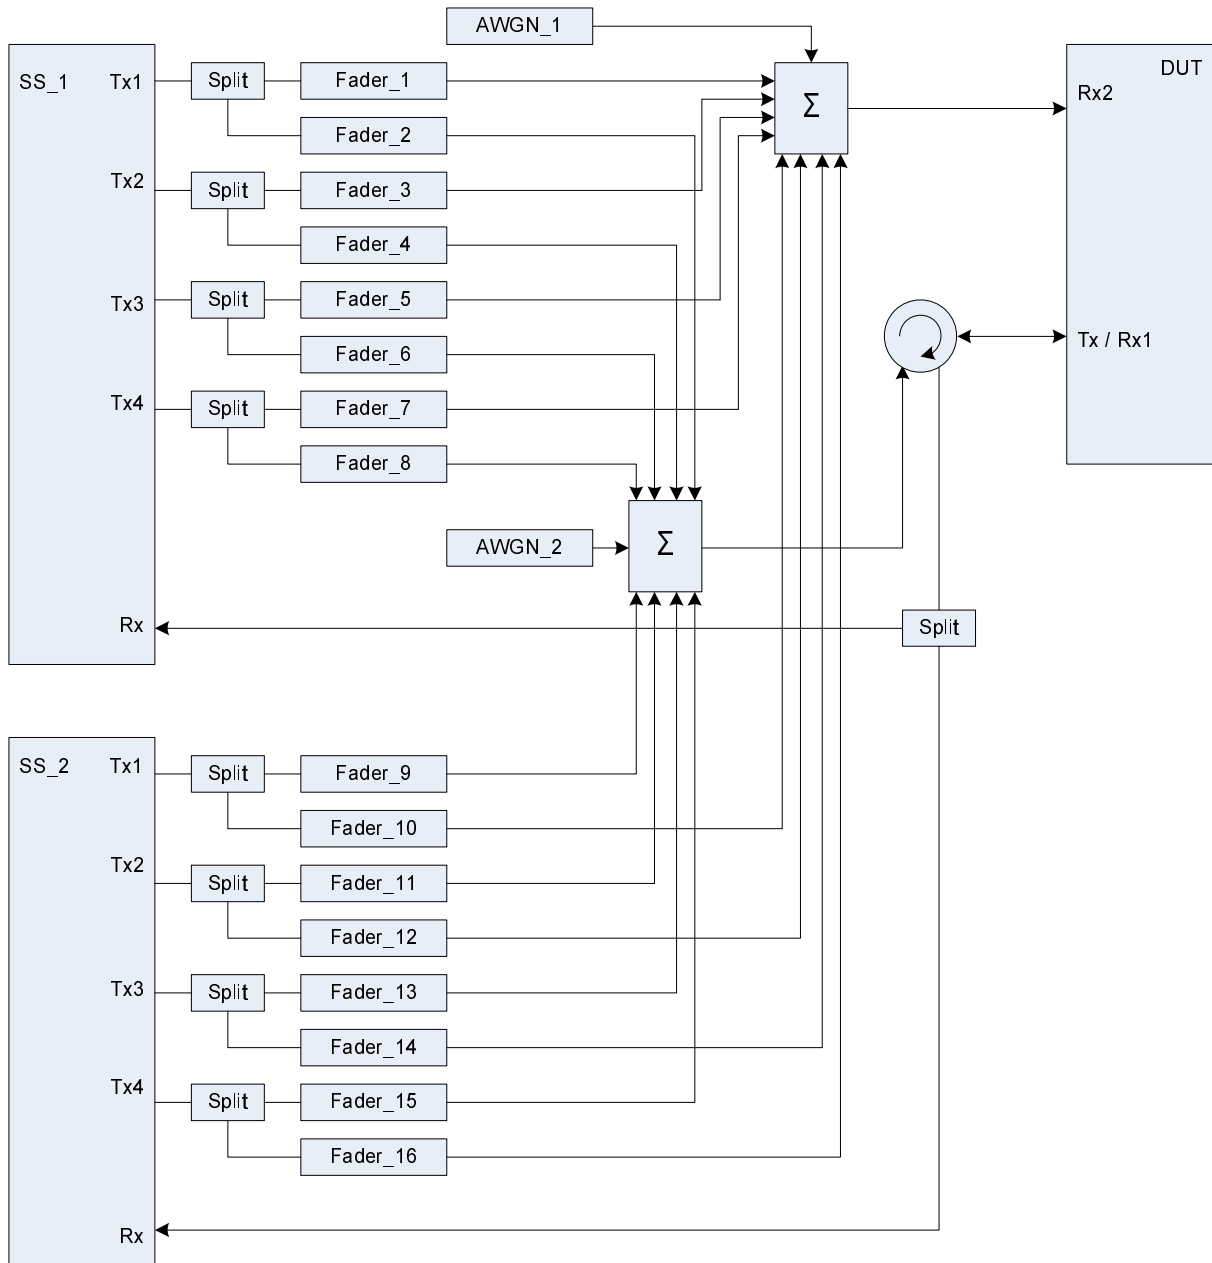 AWGN_1
SS_1
Tx1
Split
Fader_1
Σ
DUT
Rx2
Fader_2
Tx2
Split
Fader_3
Fader_4
Tx3
Split
Fader_5
Fader_6
Tx / Rx1
Tx4
Split
Fader_7
Fader_8
AWGN_2
Σ
Rx
Split
SS_2
Tx1
Split
Fader_9
Fader_10
Tx2
Split
Fader_11
Fader_12
Tx3
Split
Fader_13
Fader_14
Tx4
Split
Fader_15
Fader_16
Rx